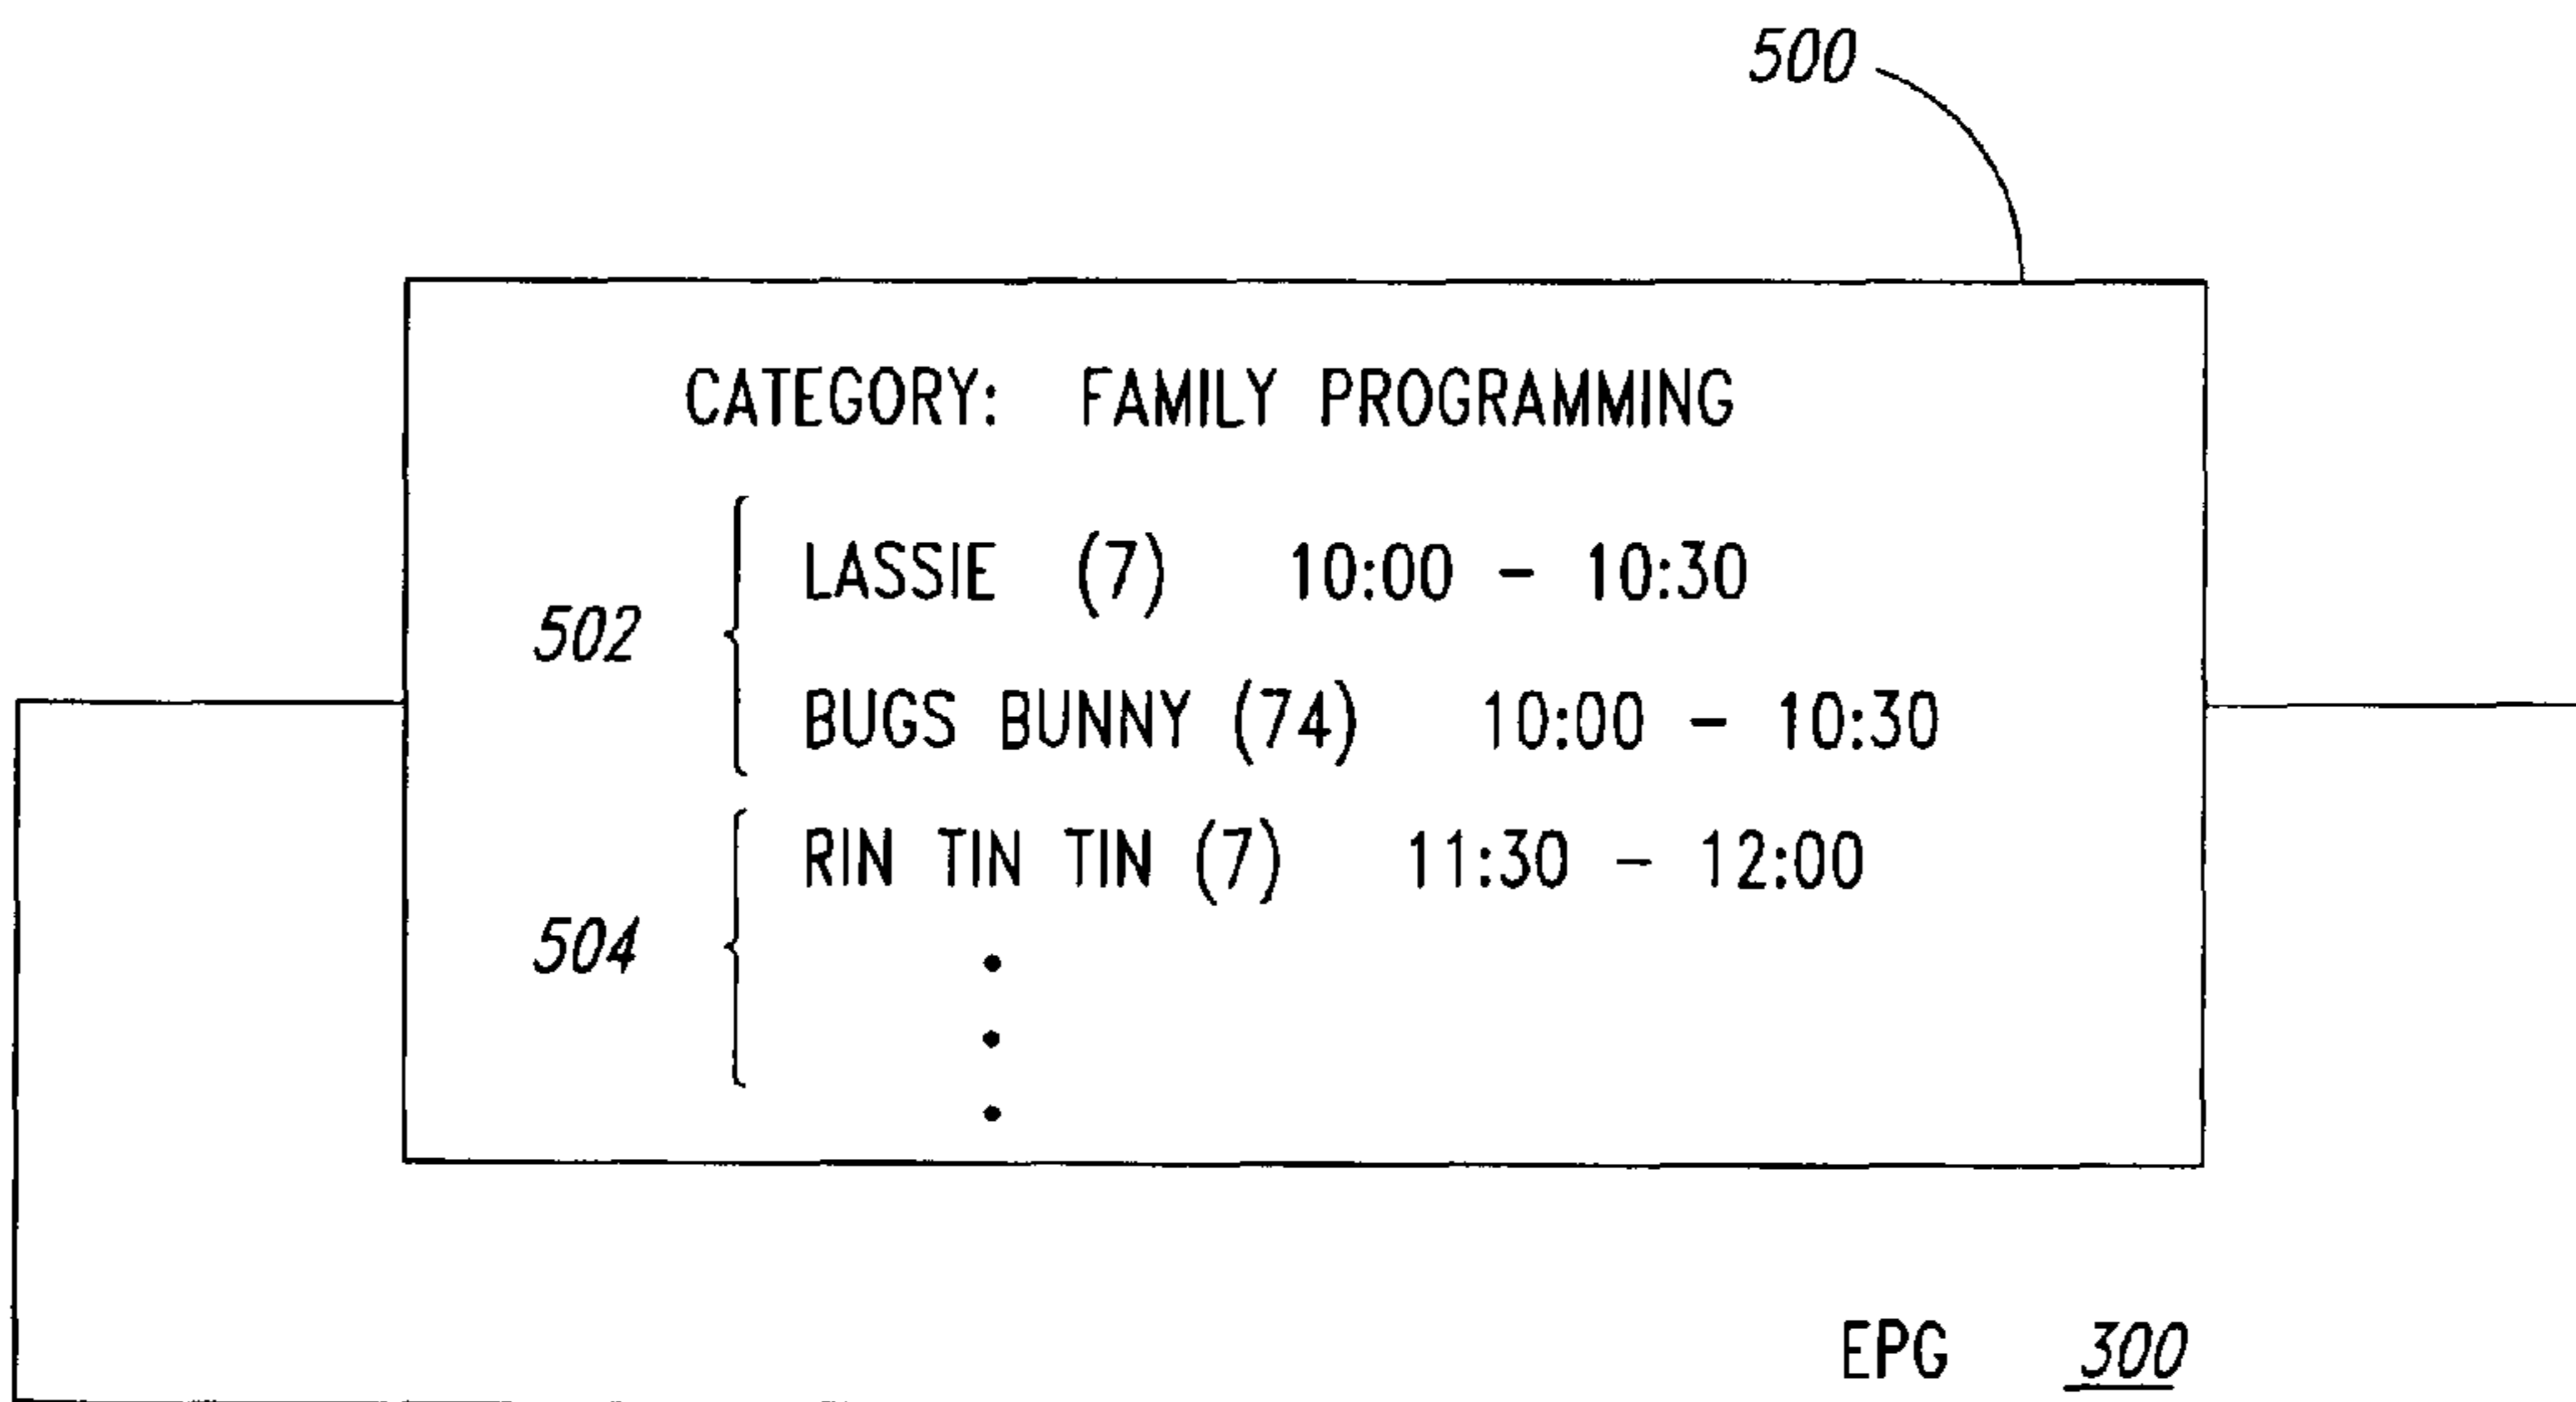 500
CATEGORY: FAMILY PROGRAMMING
LASSIE (7) 10:00 - 10:30
502
BUGS BUNNY (74) 10:00 - 10:30
RIN TIN TIN (7) 11:30 - 12:00
504
EPG 300